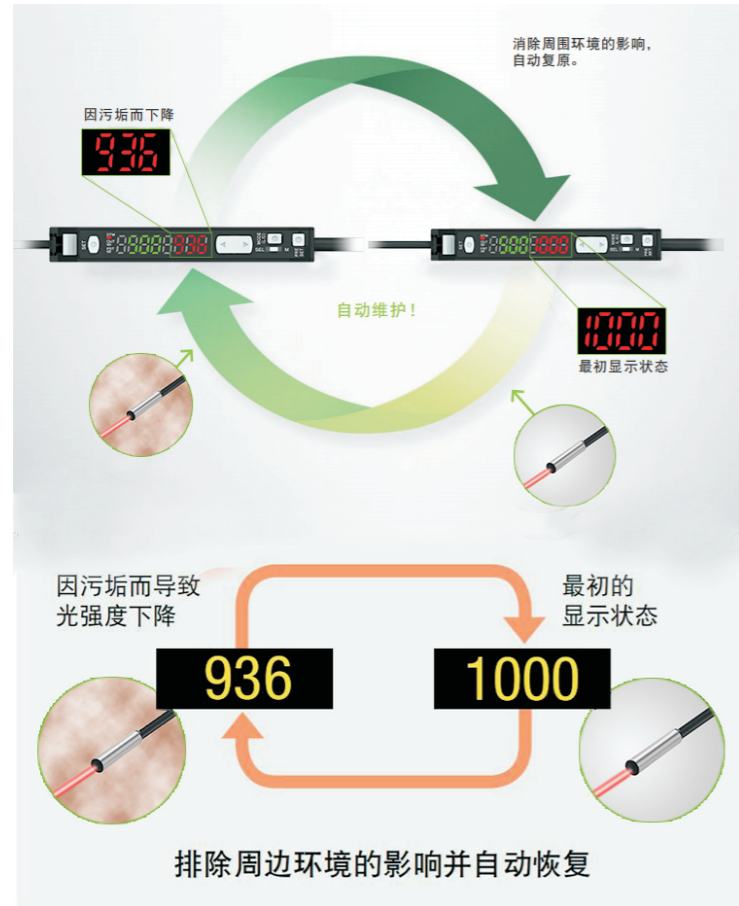 消除周围环境的影响，
自动复原。
因污垢而下降
936
SET
SET
自动维护！
1000
最初显示状态
因污垢而导致
光强度下降
最初的
显示状态
936
1000
排除周边环境的影响并自动恢复